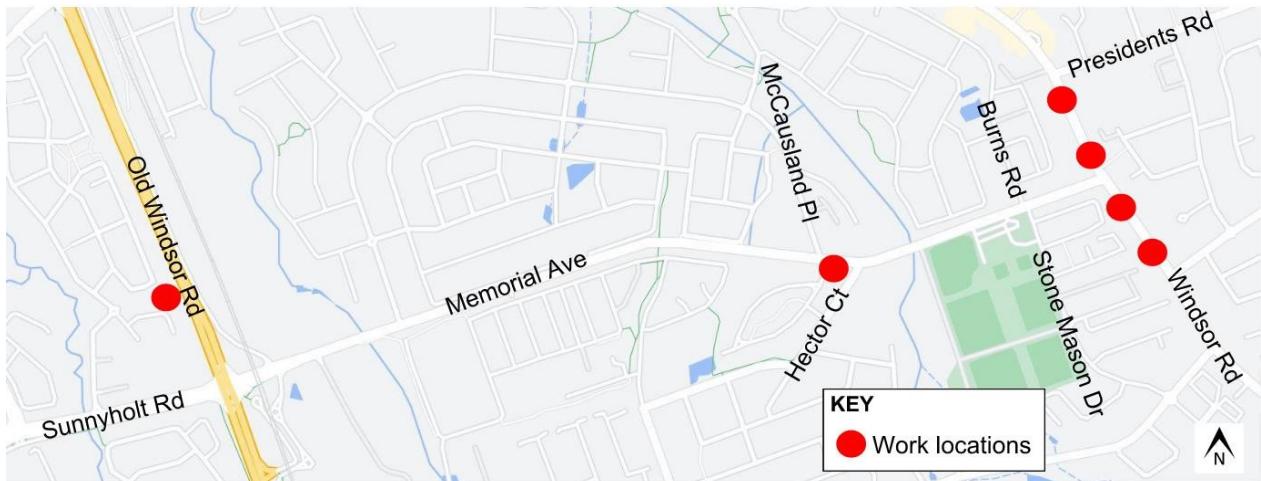 Presidents Rd
McCausland Pl
Burns Rd
Old Windsor Rd
Memorial Ave
Stone Mason Dr
Windsor Rd
Hector Ct
Sunnyholt Rd
KEY
Work locations
N